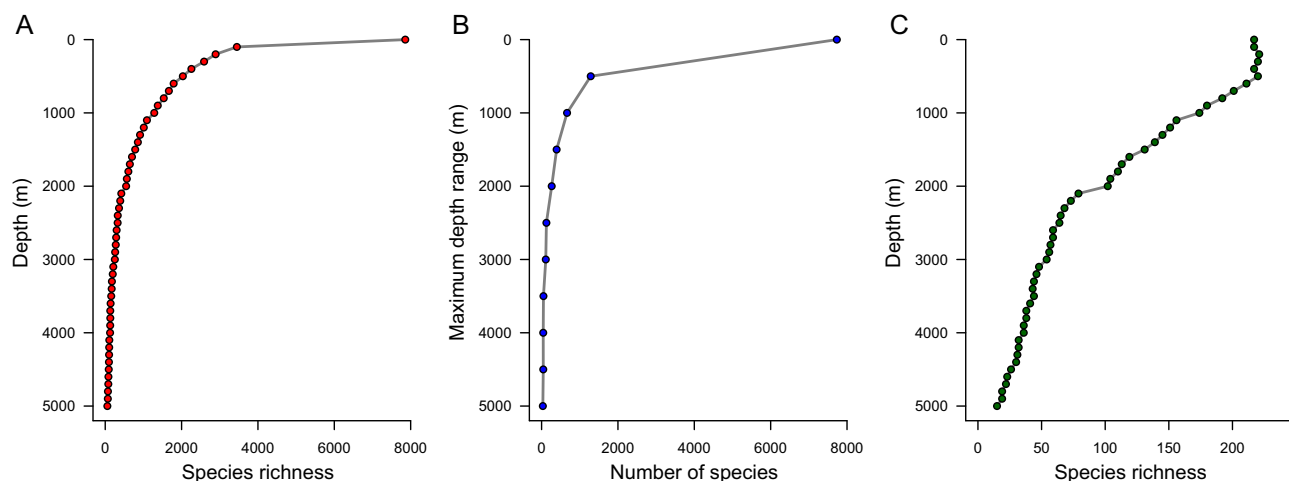 A
0
1000
2000
3000
4000
5000
Depth (m)
0 2000 4000 6000 8000
Species richness
B
0
1000
2000
3000
4000
5000
Maximum depth range (m)
0 2000 4000 6000 8000
Number of species
C
0
1000
2000
3000
4000
5000
Depth (m)
0 50 100 150 200
Species richness